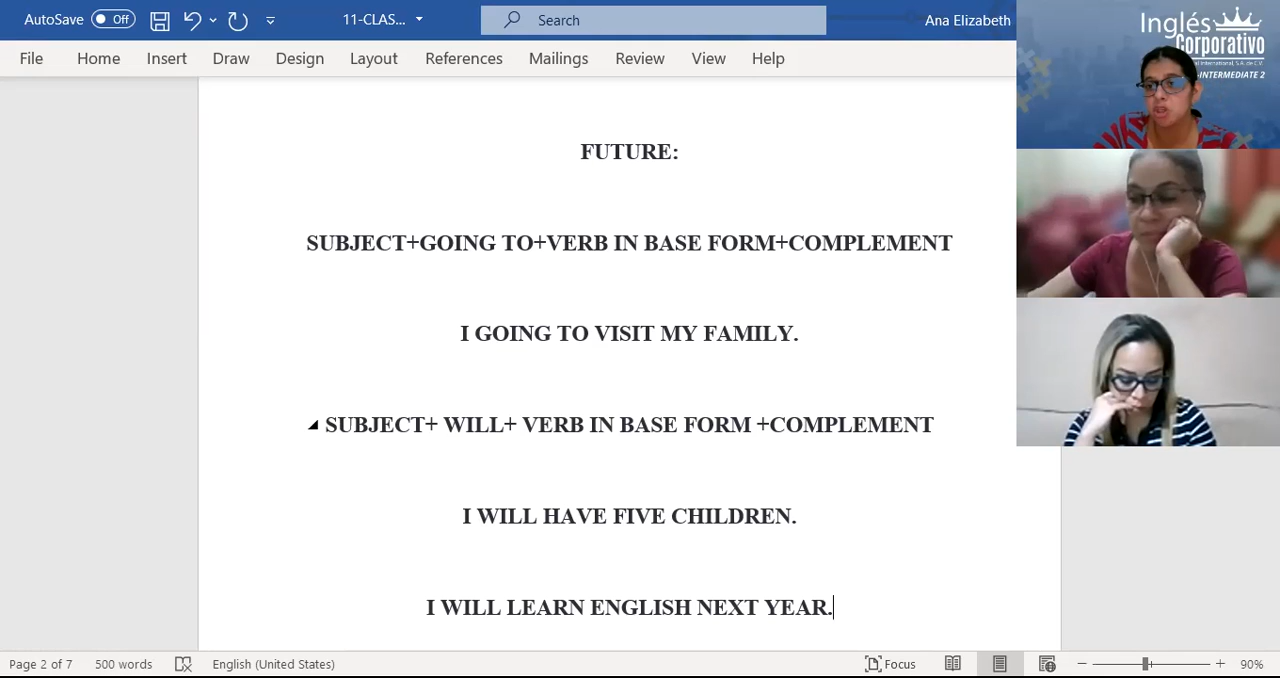 AutoSave Off 11-CLAS... Search Ana Elizabeth
File Home Insert Draw Design Layout References Mailings Review View Help
Inglés
Corporativo
-INTERMEDIATE 2
FUTURE:
SUBJECT+GOING TO+VERB IN BASE FORM+COMPLEMENT
I GOING TO VISIT MY FAMILY.
SUBJECT+ WILL+ VERB IN BASE FORM +COMPLEMENT
I WILL HAVE FIVE CHILDREN.
I WILL LEARN ENGLISH NEXT YEAR.
Page 2 of 7 500 words English (United States) Focus 90%